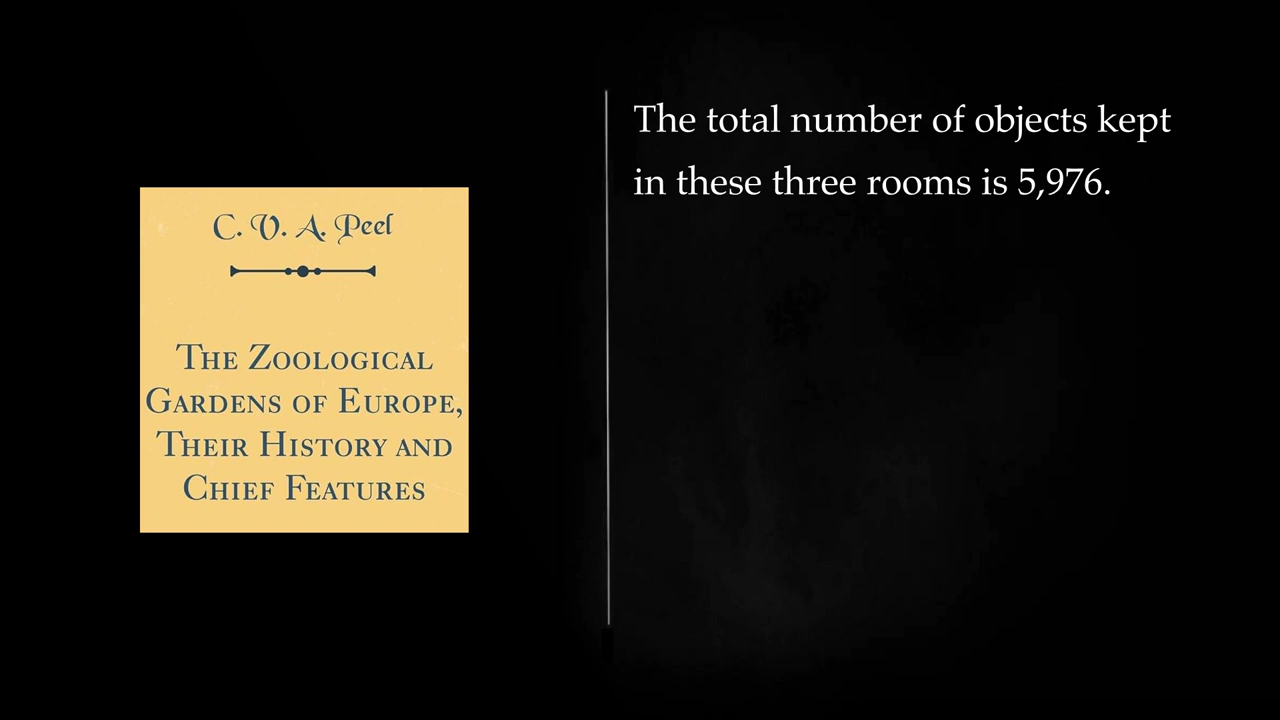 C. V. A. Peel
The Zoological
Gardens of Europe,
Their History and
Chief Features
The total number of objects kept
in these three rooms is 5,976.